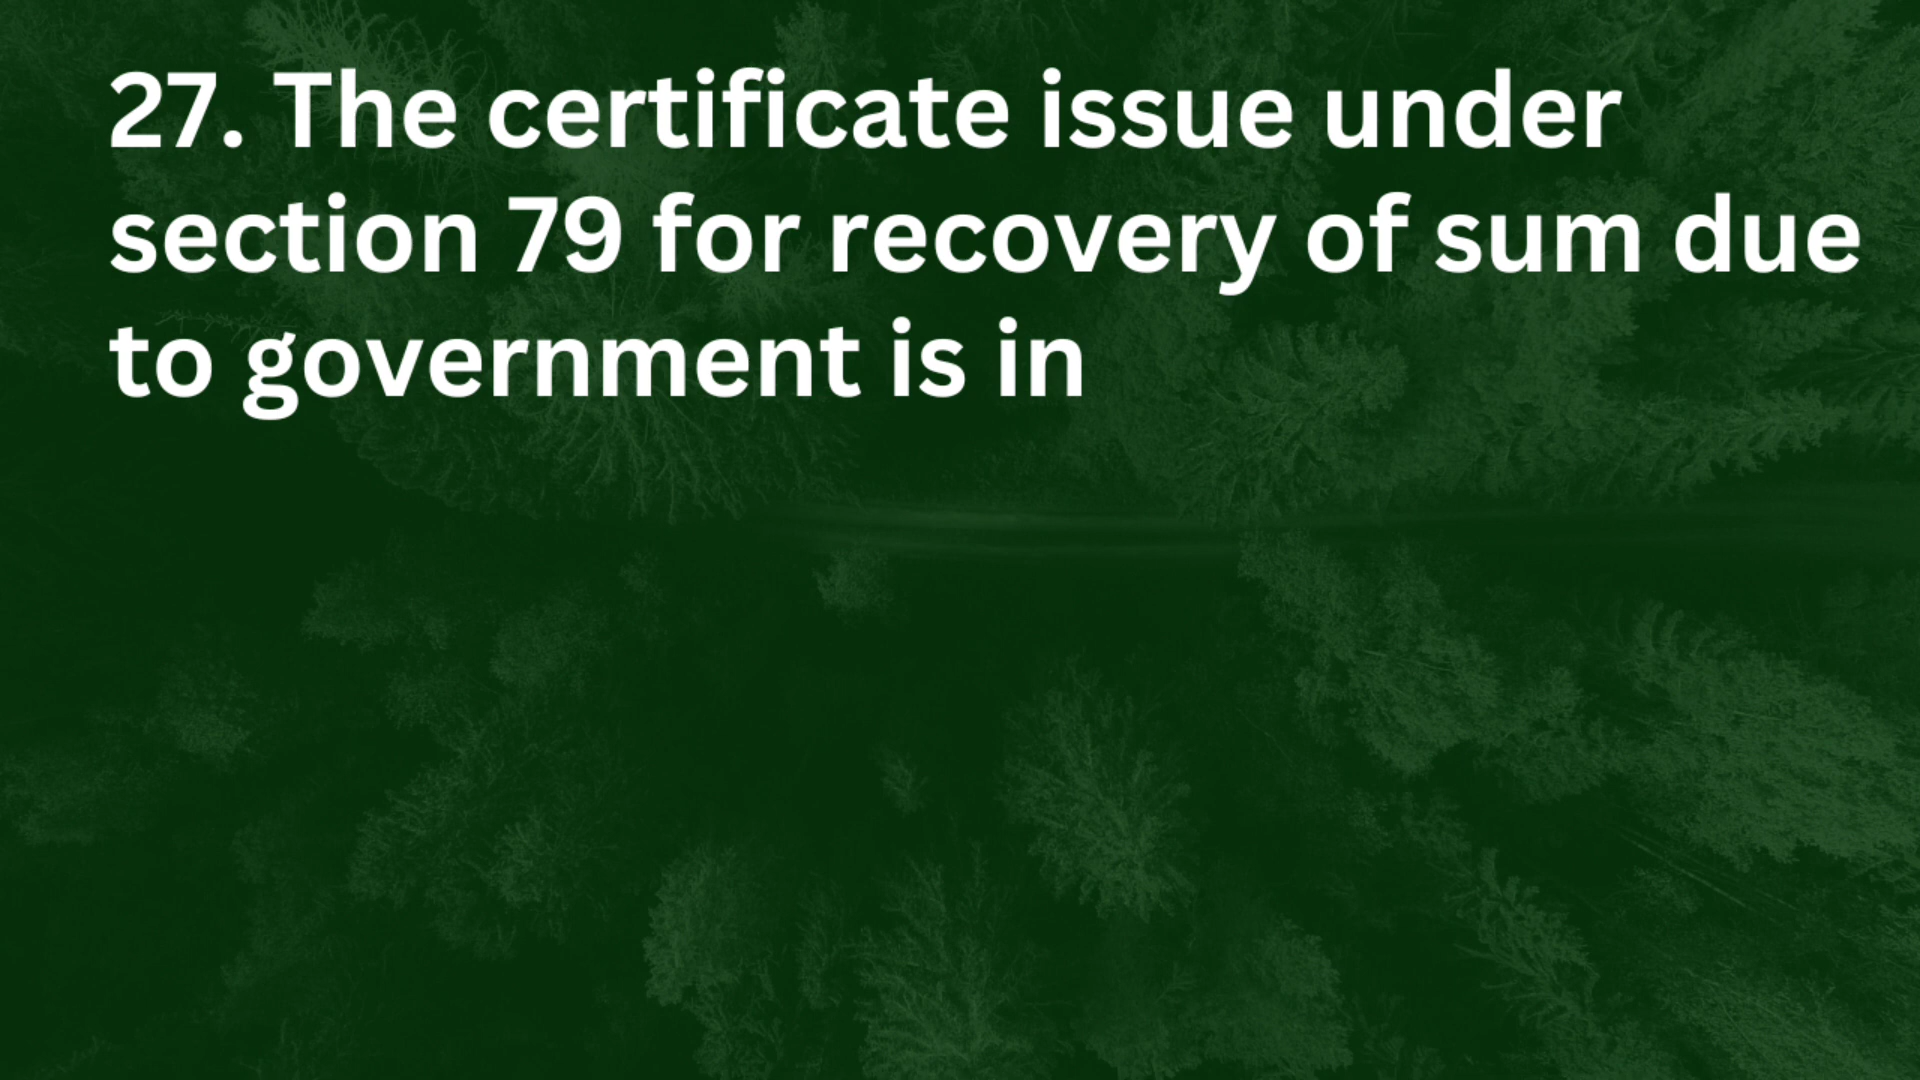 27. The certificate issue under
section 79 for recovery of sum due
to government is in